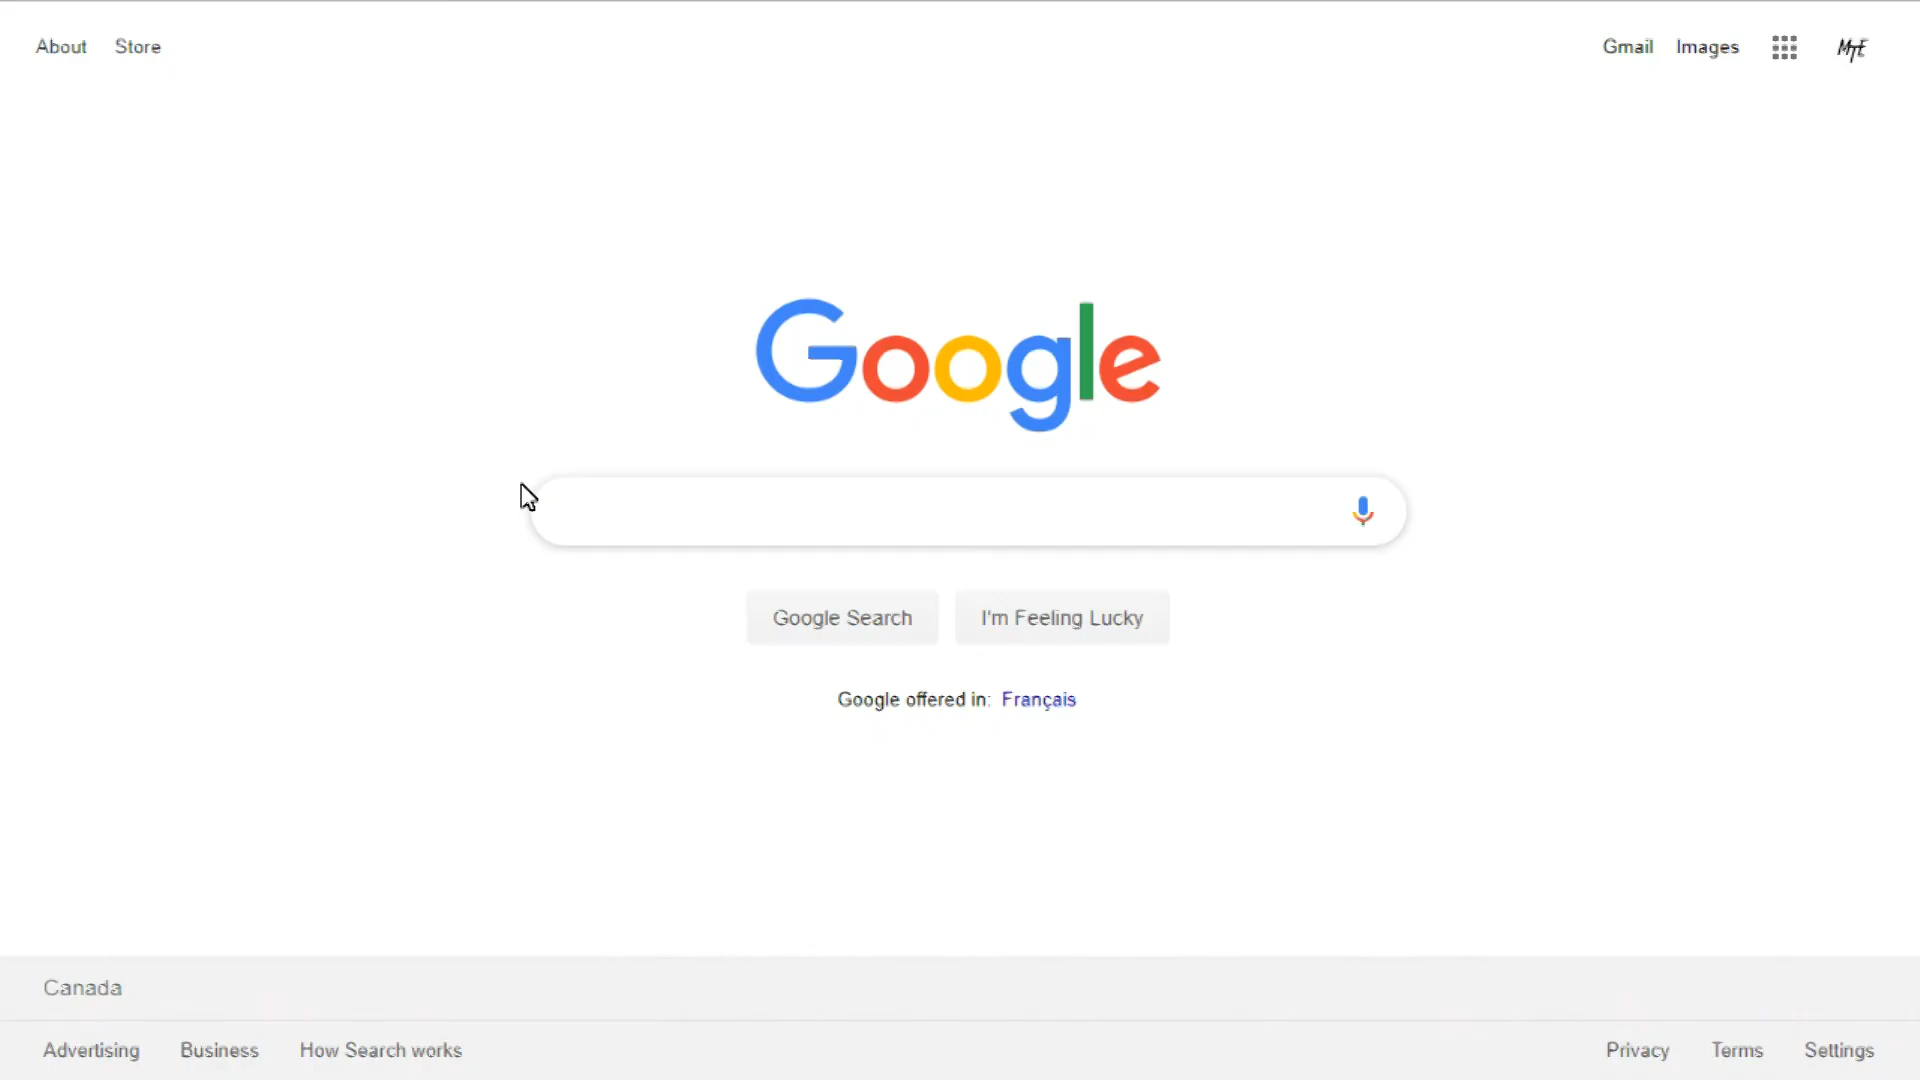 About Store Gmail Images MTE
Google
Google Search I'm Feeling Lucky
Google offered in: Français
Canada
Advertising Business How Search works Privacy Terms Settings